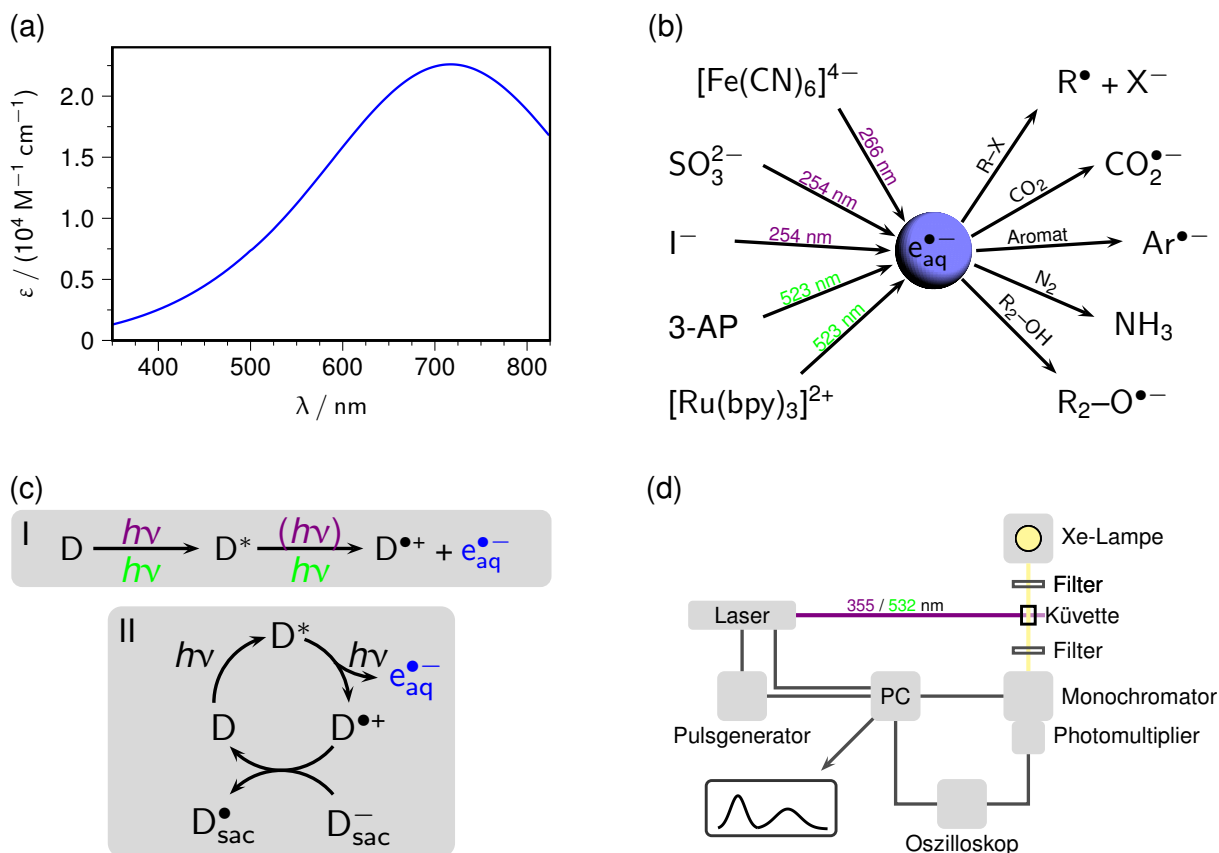 (a)
ε / (10⁴ M⁻¹ cm⁻¹)
2.0
1.5
1.0
0.5
0
400 500 600 700 800
λ / nm
(b)
[Fe(CN)₆]⁴⁻
SO₃²⁻
I⁻
3-AP
[Ru(bpy)₃]²⁺
266 nm
254 nm
254 nm
523 nm
523 nm
e•⁻aq
R–X
CO₂
Aromat
N₂
R₂–OH
R• + X⁻
CO₂•⁻
Ar•⁻
NH₃
R₂–O•⁻
(c)
I
hν (hν)
D D* D•⁺ + e•⁻aq
hν hν
II
D*
hν hν
e•⁻aq
D D•⁺
D•sac D⁻sac
(d)
Xe-Lampe
Filter
355 / 532 nm
Laser
Küvette
Filter
PC
Monochromator
Pulsgenerator
Photomultiplier
Oszilloskop